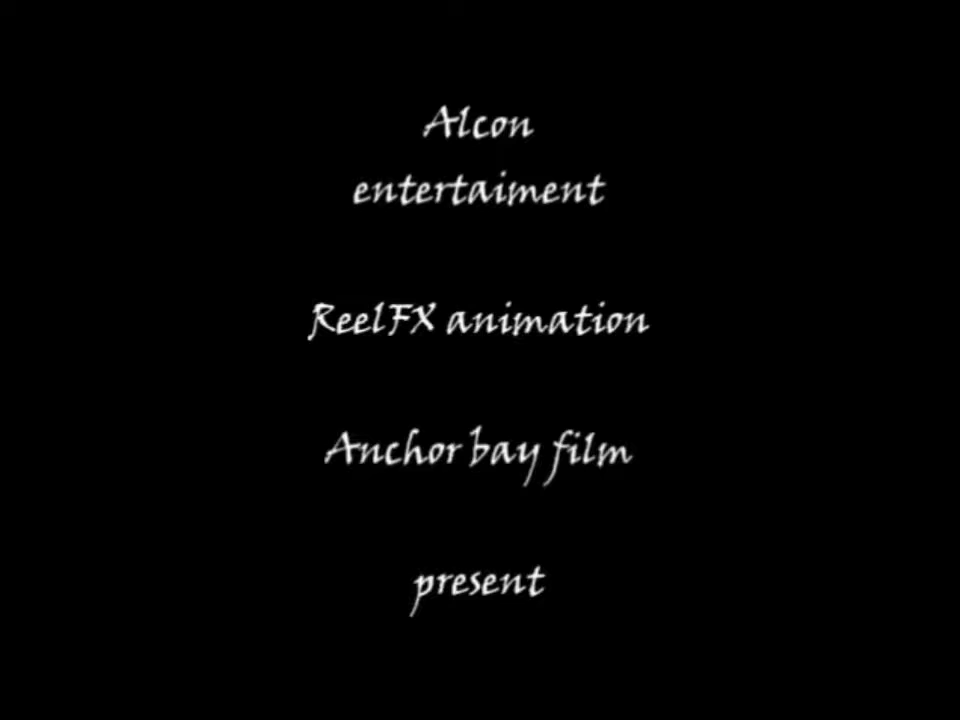 Alcon
entertaiment
ReelFX animation
Anchor bay film
present